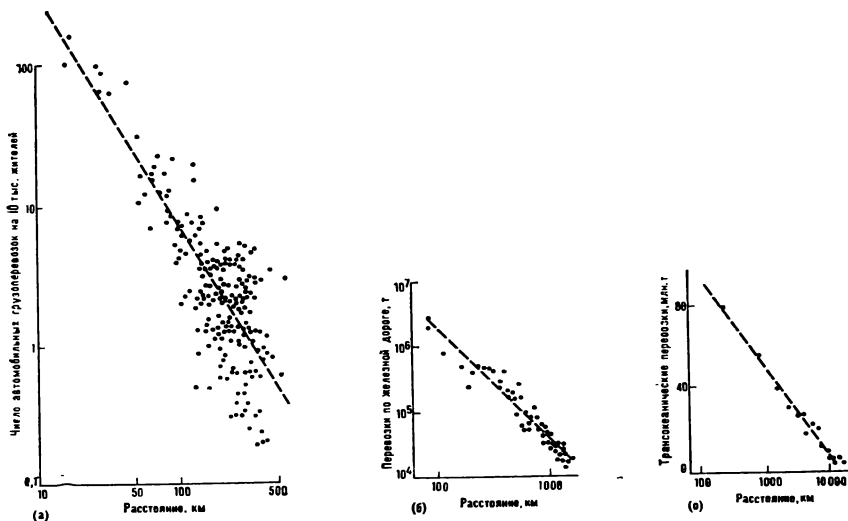 Число автомобильных грузоперевозок на 10 тыс. жителей
100
10
1
0,1
10
50
100
500
Расстояние, км
(а)
Перевозки по железной дороге, т
10⁷
10⁶
10⁵
10⁴
100
1000
Расстояние, км
(б)
Трансокеанические перевозки, млн. т
40
0
100
1000
10 000
Расстояние, км